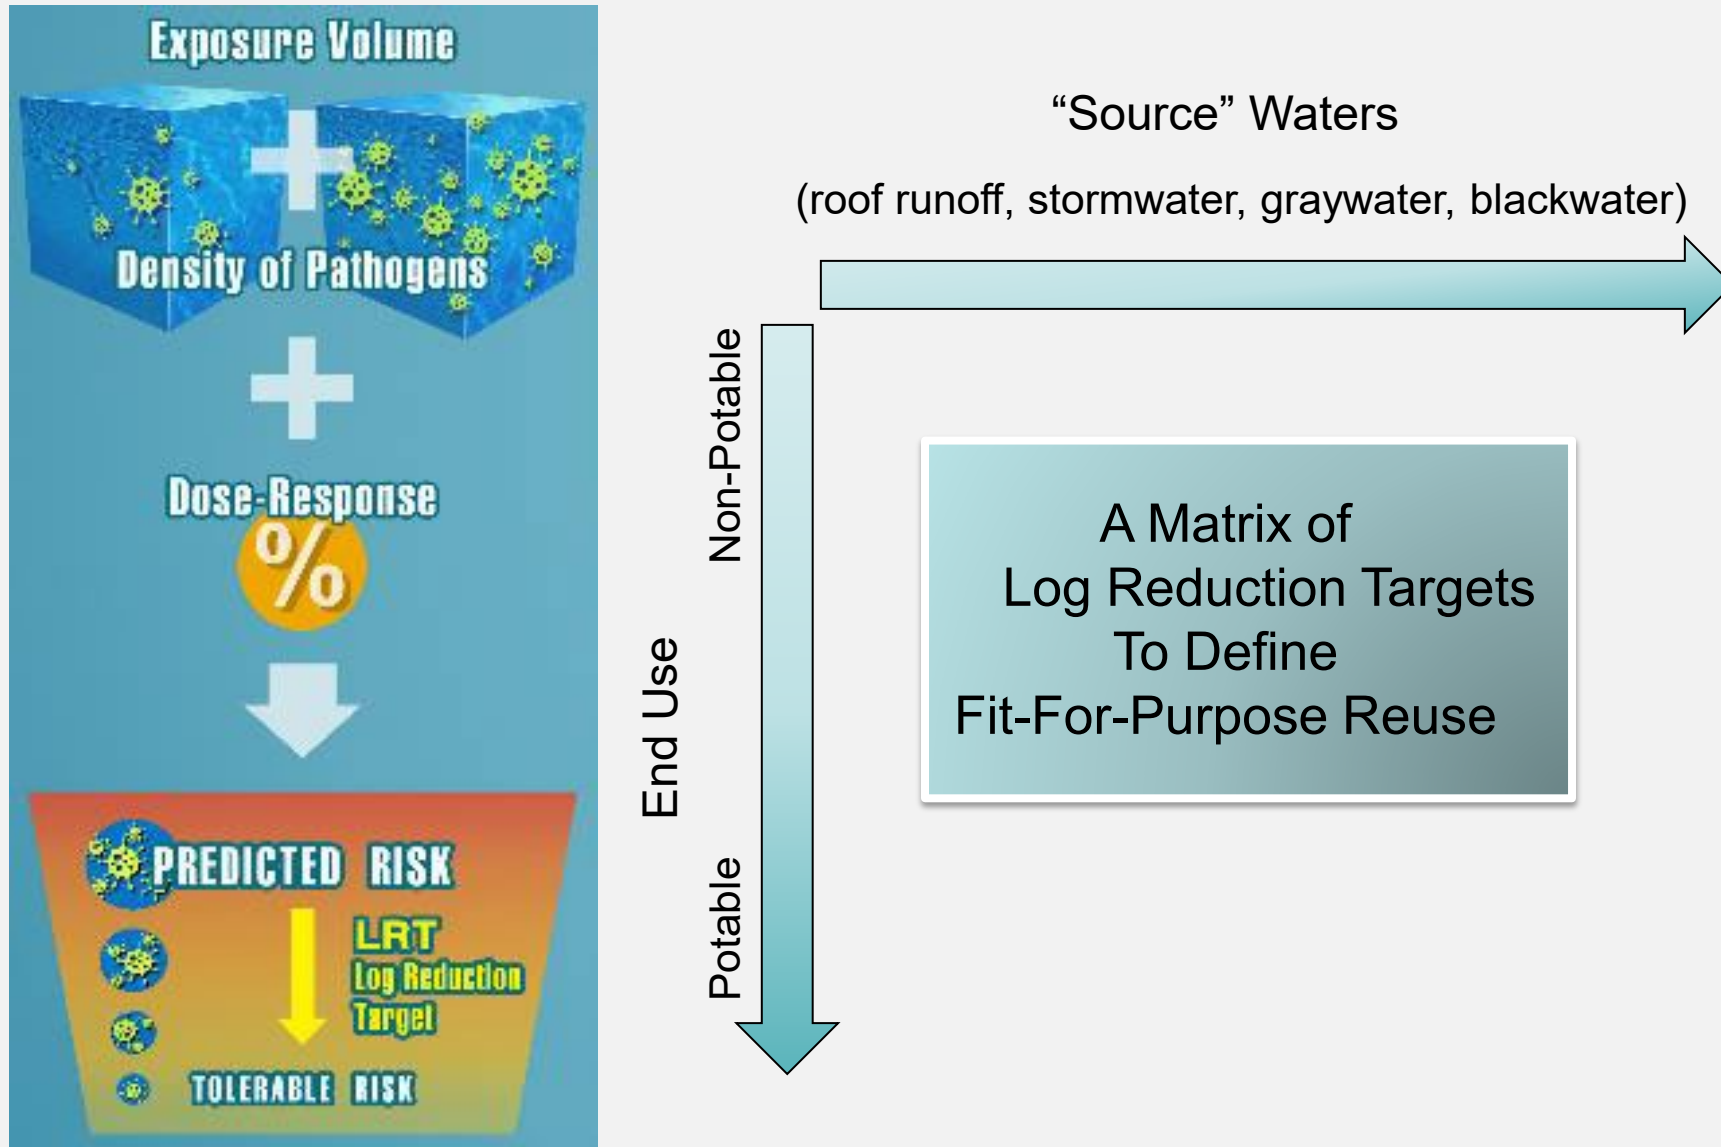 Exposure Volume
Density of Pathogens
Dose-Response
%
PREDICTED RISK
LRT
Log Reduction
Target
TOLERABLE RISK
“Source” Waters
(roof runoff, stormwater, graywater, blackwater)
End Use
Non-Potable
Potable
A Matrix of
Log Reduction Targets
To Define
Fit-For-Purpose Reuse